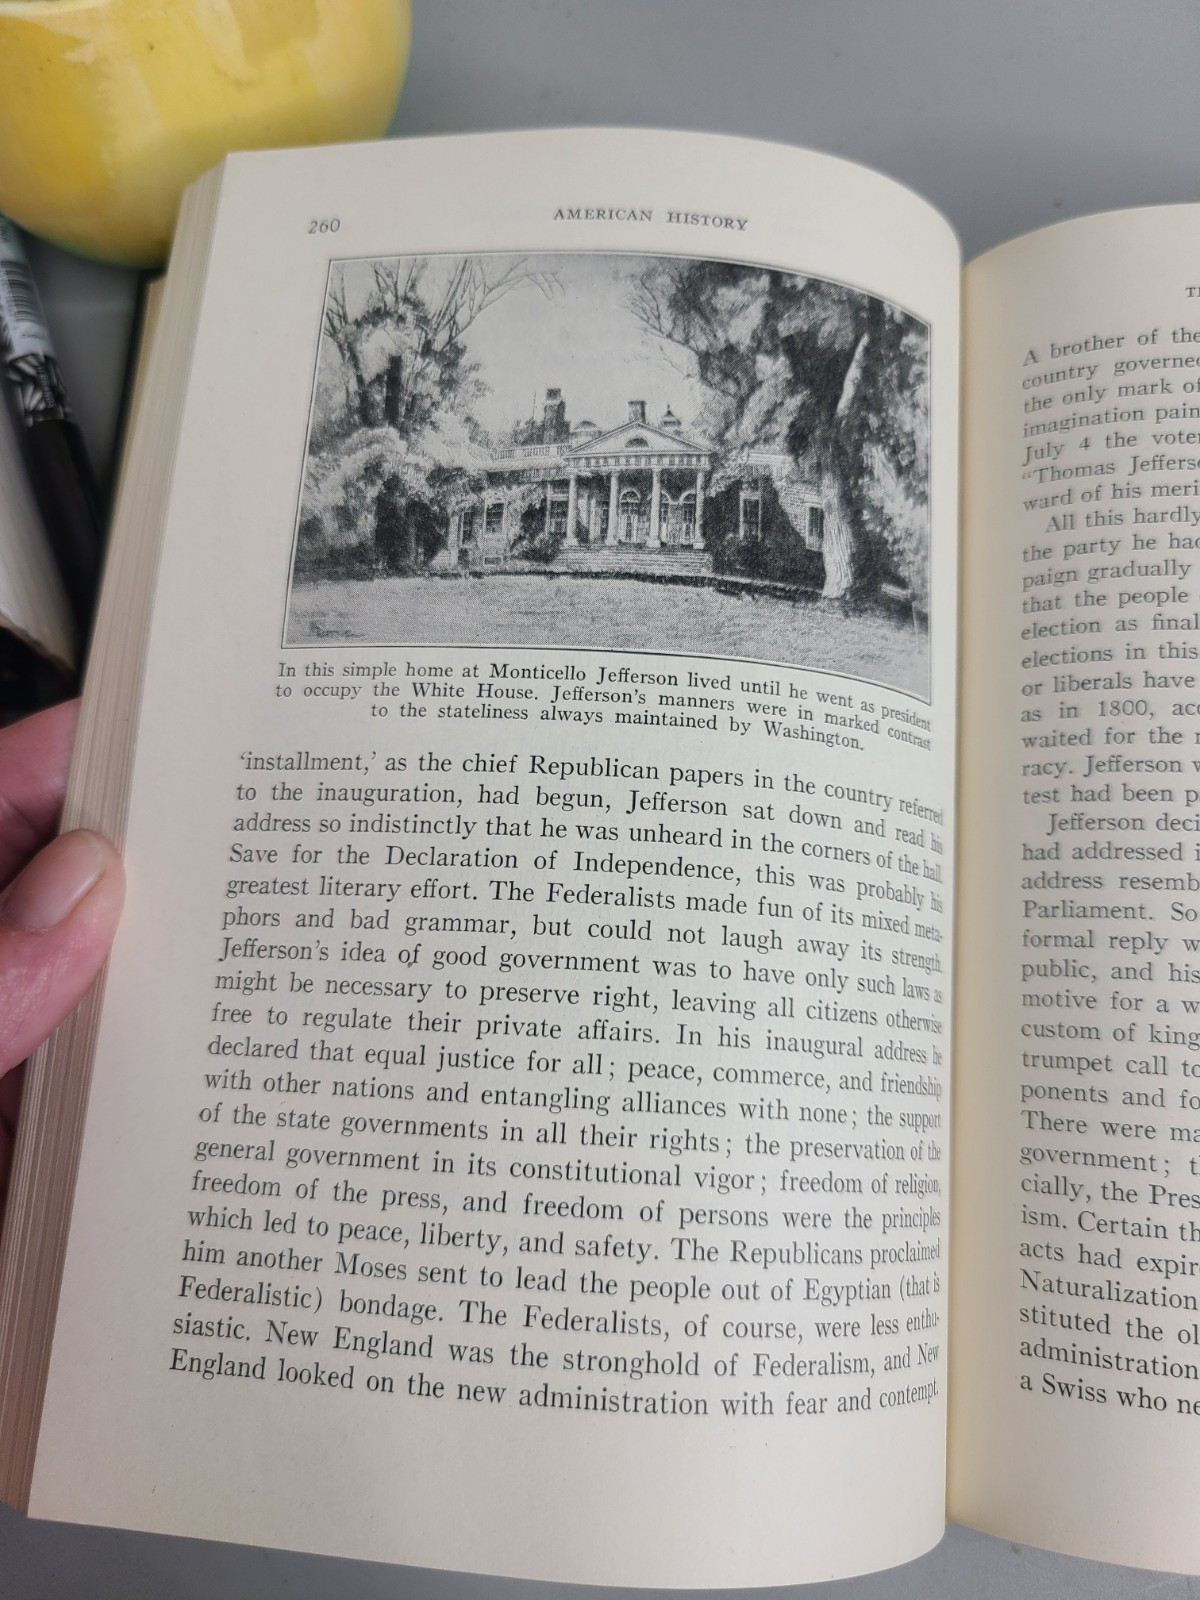 260
AMERICAN HISTORY
In this simple home at Monticello Jefferson lived until he went as president
to occupy the White House. Jefferson's manners were in marked contrast
to the stateliness always maintained by Washington.
‘installment,’ as the chief Republican papers in the country referred
to the inauguration, had begun, Jefferson sat down and read his
address so indistinctly that he was unheard in the corners of the hall.
Save for the Declaration of Independence, this was probably his
greatest literary effort. The Federalists made fun of its mixed meta-
phors and bad grammar, but could not laugh away its strength.
Jefferson's idea of good government was to have only such laws as
might be necessary to preserve right, leaving all citizens otherwise
free to regulate their private affairs. In his inaugural address he
declared that equal justice for all; peace, commerce, and friendship
with other nations and entangling alliances with none; the support
of the state governments in all their rights; the preservation of the
general government in its constitutional vigor; freedom of religion,
freedom of the press, and freedom of persons were the principles
which led to peace, liberty, and safety. The Republicans proclaimed
him another Moses sent to lead the people out of Egyptian (that is
Federalistic) bondage. The Federalists, of course, were less enthu-
siastic. New England was the stronghold of Federalism, and New
England looked on the new administration with fear and contempt.
A brother of the
country governed
the only mark of
imagination pain
July 4 the voter
“Thomas Jefferso
ward of his meri
All this hardly
the party he had
paign gradually
that the people
election as final
elections in this
or liberals have
as in 1800, acc
waited for the
racy. Jefferson
test had been p
Jefferson deci
had addressed i
address resemb
Parliament. So
formal reply w
public, and his
motive for a w
custom of king
trumpet call to
ponents and fo
There were ma
government; t
cially, the Pres
ism. Certain th
acts had expir
Naturalization
stituted the ol
administration
a Swiss who ne